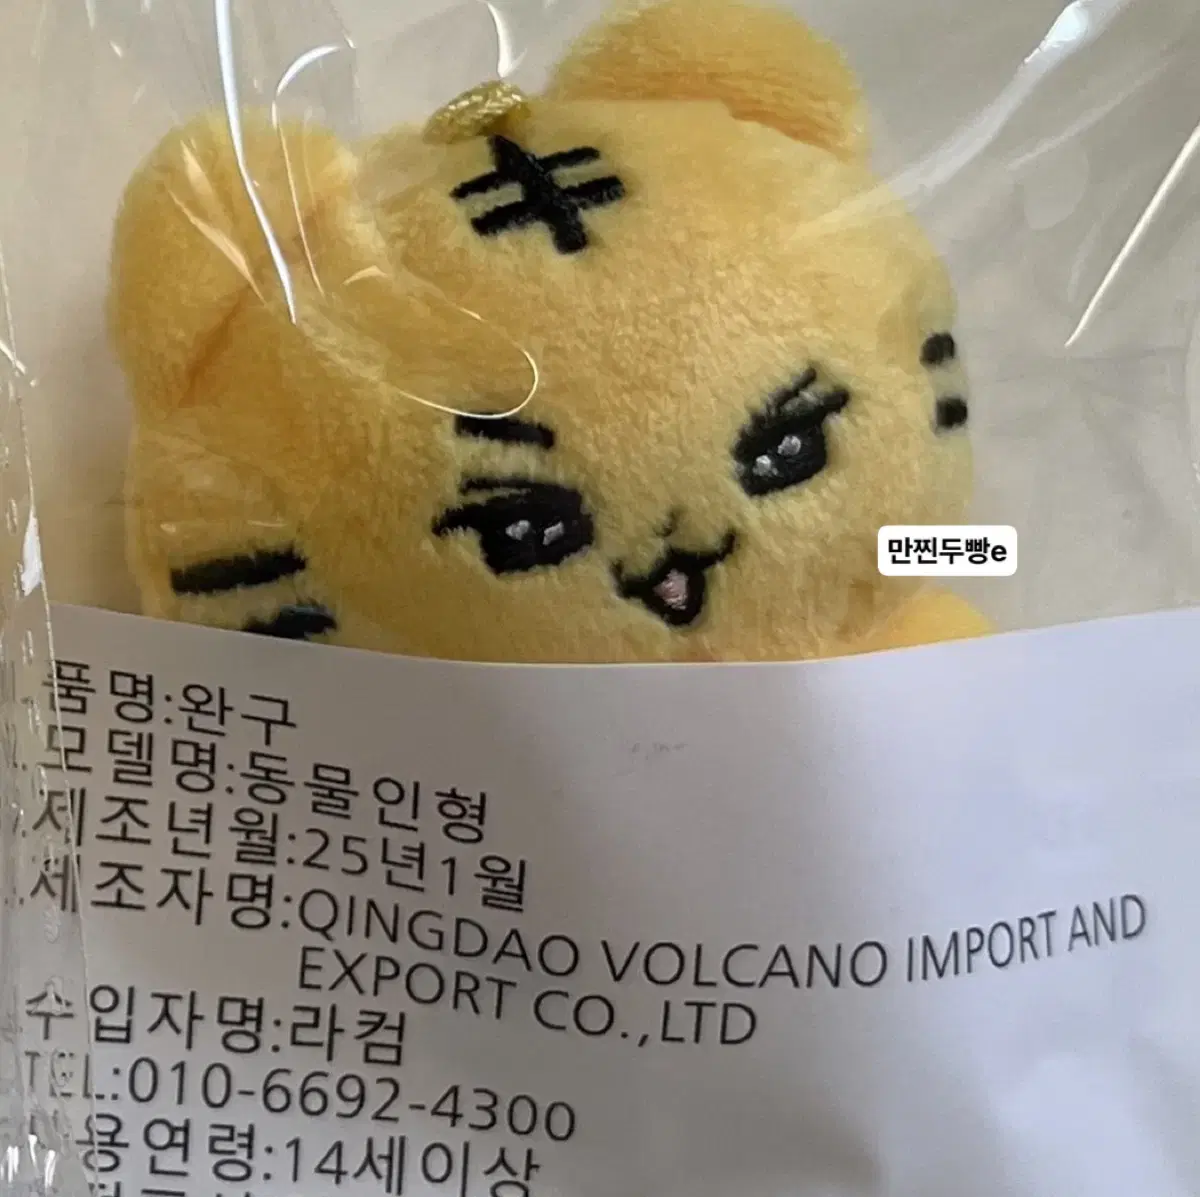 만찐두빵e
품명:완구
모델명:동물인형
제조년월:25년1월
제조자명:QINGDAO VOLCANO IMPORT AND
EXPORT CO.,LTD
수입자명:라컴
TEL:010-6692-4300
사용연령:14세이상